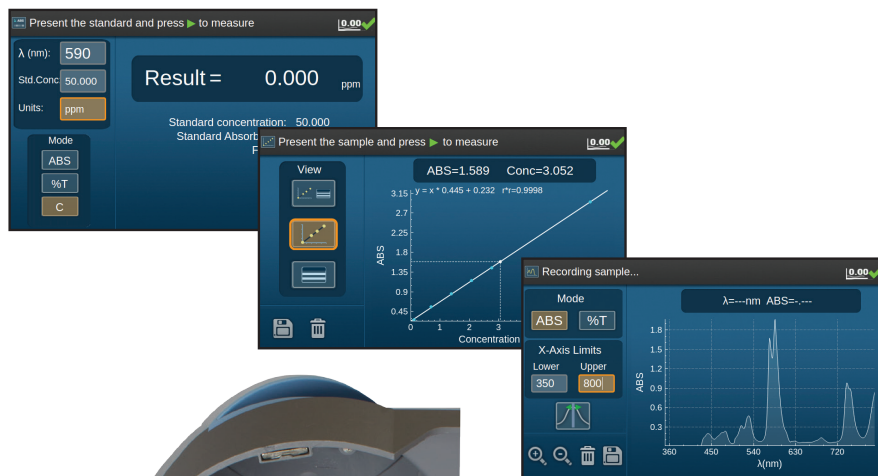 Present the standard and press ▶ to measure
0.00
λ (nm): 590
Std.Conc 50.000
Units: ppm
Mode
ABS
%T
C
Result = 0.000 ppm
Standard concentration: 50.000
Standard Absorb
F
Present the sample and press ▶ to measure
0.00
View
ABS=1.589 Conc=3.052
y = x * 0.445 + 0.232 r*r=0.9998
3.15
2.7
2.25
1.8
1.35
0.9
0.45
ABS
0 1 2 3
Concentration
Recording sample...
0.00
Mode
ABS %T
X-Axis Limits
Lower Upper
350 800
λ=---nm ABS=-.---
1.8
1.5
1.2
0.9
0.6
0.3
ABS
360 450 540 630 720
λ(nm)